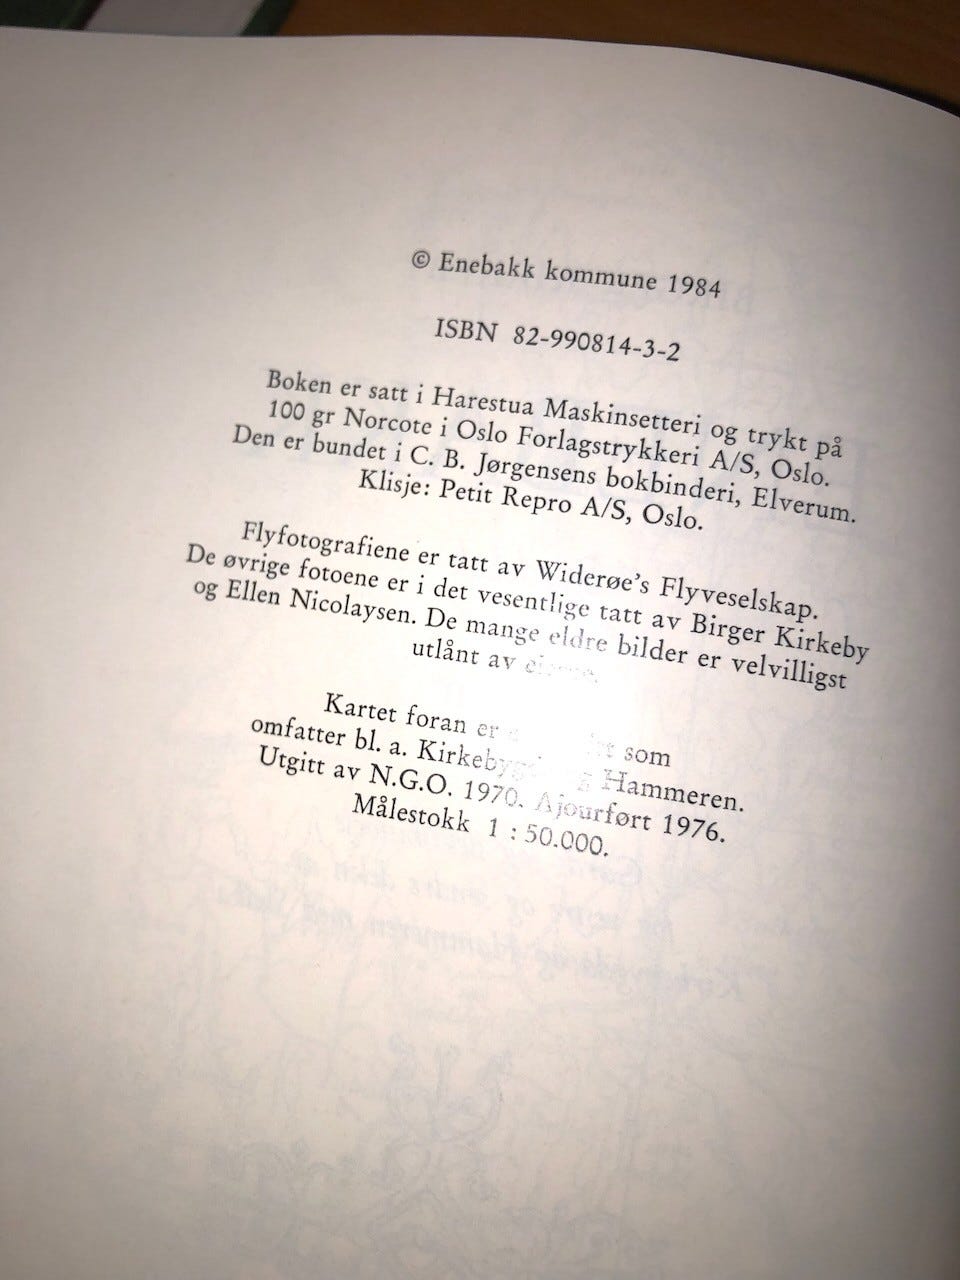 © Enebakk kommune 1984
ISBN 82-990814-3-2
Boken er satt i Harestua Maskinsetteri og trykt på
100 gr Norcote i Oslo Forlagstrykkeri A/S, Oslo.
Den er bundet i C. B. Jørgensens bokbinderi, Elverum.
Klisje: Petit Repro A/S, Oslo.
Flyfotografiene er tatt av Widerøe's Flyveselskap.
De øvrige fotoene er i det vesentlige tatt av Birger Kirkeby
og Ellen Nicolaysen. De mange eldre bilder er velvilligst
utlånt av
Kartet foran er som
omfatter bl. a. Hammeren.
Utgitt av N.G.O. 1970. Ajourført 1976.
Målestokk 1 : 50.000.